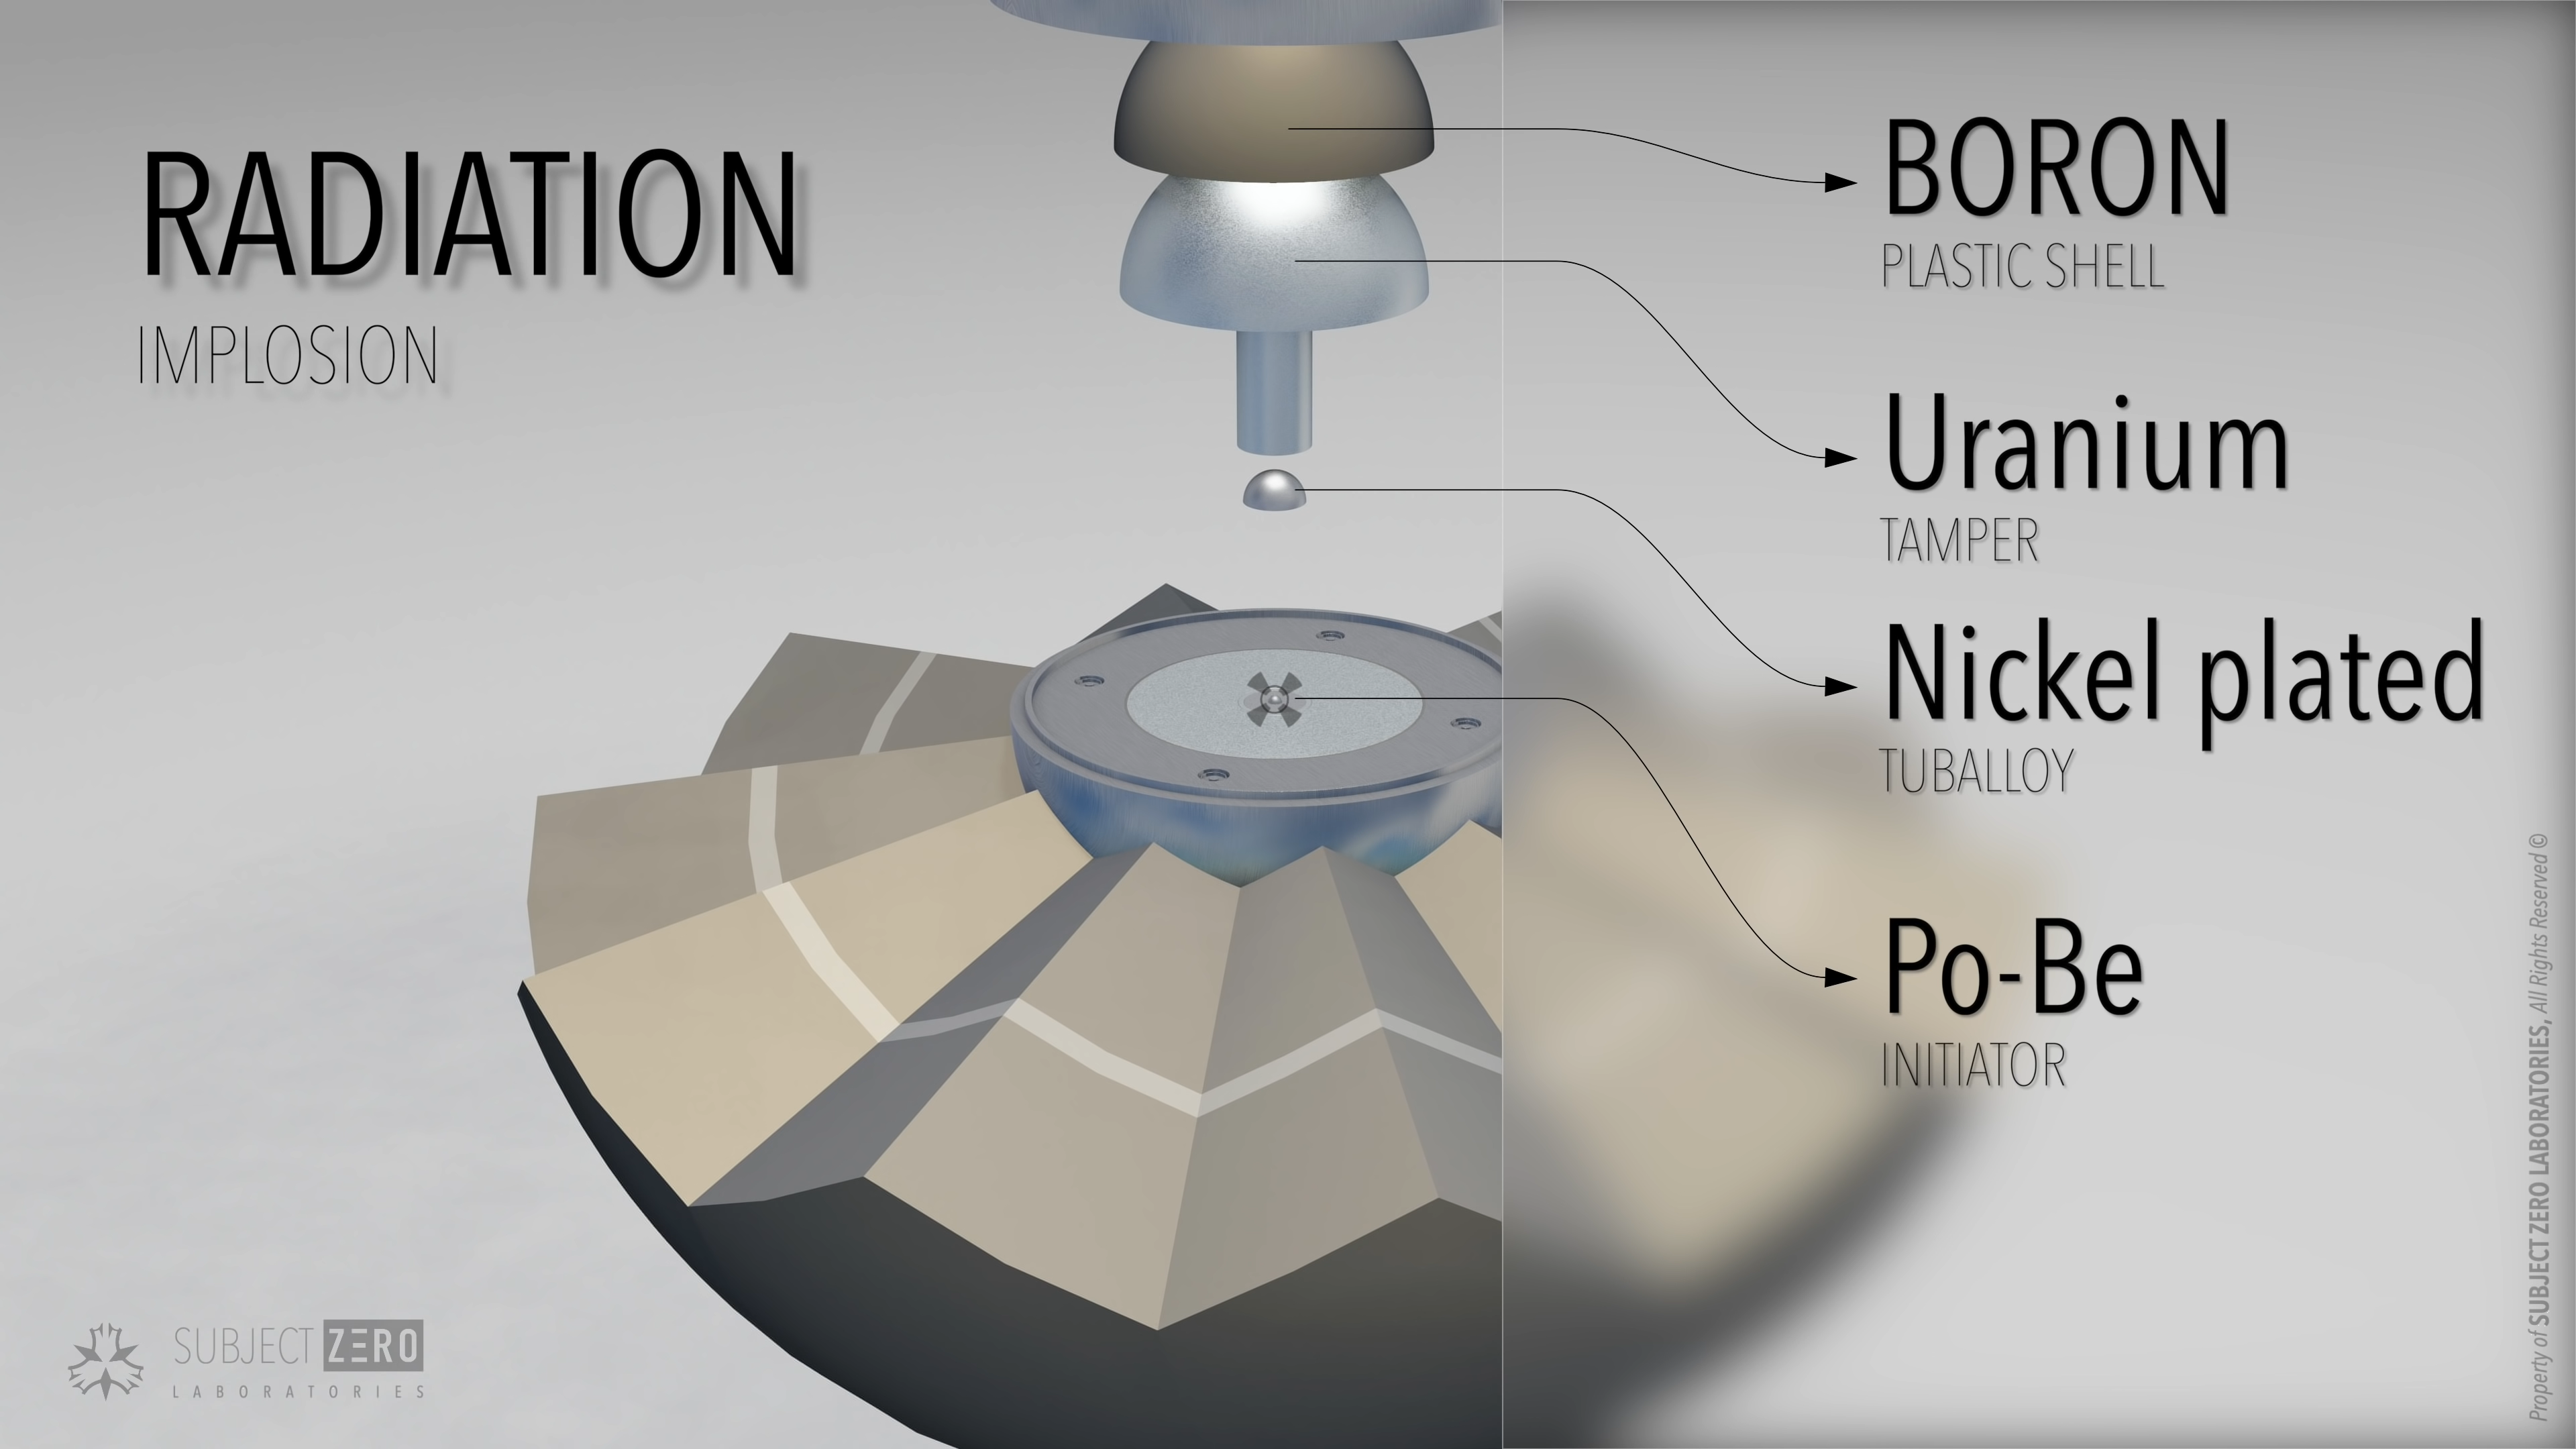 RADIATION
IMPLOSION
BORON
PLASTIC SHELL
Uranium
TAMPER
Nickel plated
TUBALLOY
Po-Be
INITIATOR
SUBJECT ZERO
LABORATORIES
Property of SUBJECT ZERO LABORATORIES, All Rights Reserved ©